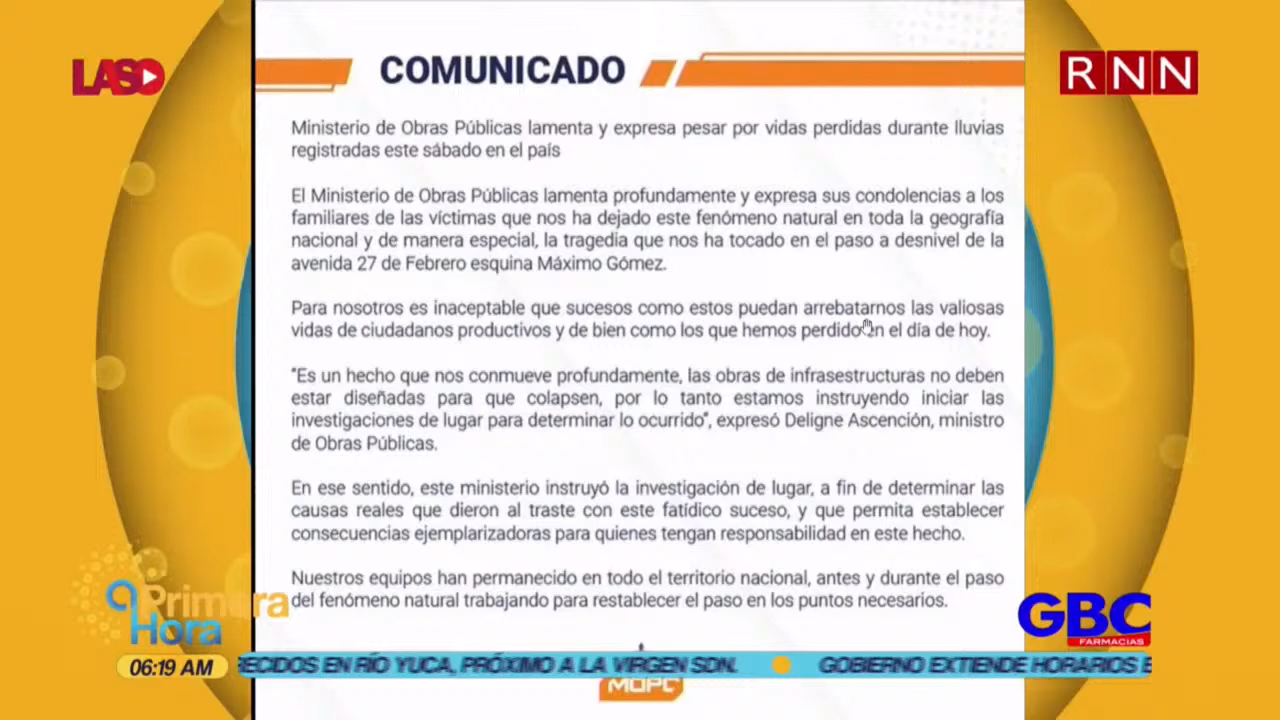 LASO
RNN
COMUNICADO
Ministerio de Obras Públicas lamenta y expresa pesar por vidas perdidas durante lluvias
registradas este sábado en el país
El Ministerio de Obras Públicas lamenta profundamente y expresa sus condolencias a los
familiares de las víctimas que nos ha dejado este fenómeno natural en toda la geografía
nacional y de manera especial, la tragedia que nos ha tocado en el paso a desnivel de la
avenida 27 de Febrero esquina Máximo Gómez.
Para nosotros es inaceptable que sucesos como estos puedan arrebatarnos las valiosas
vidas de ciudadanos productivos y de bien como los que hemos perdido en el día de hoy.
“Es un hecho que nos conmueve profundamente, las obras de infrasestructuras no deben
estar diseñadas para que colapsen, por lo tanto estamos instruyendo iniciar las
investigaciones de lugar para determinar lo ocurrido“, expresó Deligne Ascención, ministro
de Obras Públicas.
En ese sentido, este ministerio instruyó la investigación de lugar, a fin de determinar las
causas reales que dieron al traste con este fatídico suceso, y que permita establecer
consecuencias ejemplarizadoras para quienes tengan responsabilidad en este hecho.
Nuestros equipos han permanecido en todo el territorio nacional, antes y durante el paso
del fenómeno natural trabajando para restablecer el paso en los puntos necesarios.
a Primera
Hora
GBC
FARMACIAS
06:19 AM
ECIDOS EN RÍO YUCA, PRÓXIMO A LA VIRGEN SDN. GOBIERNO EXTIENDE HORARIOS E
MOPC